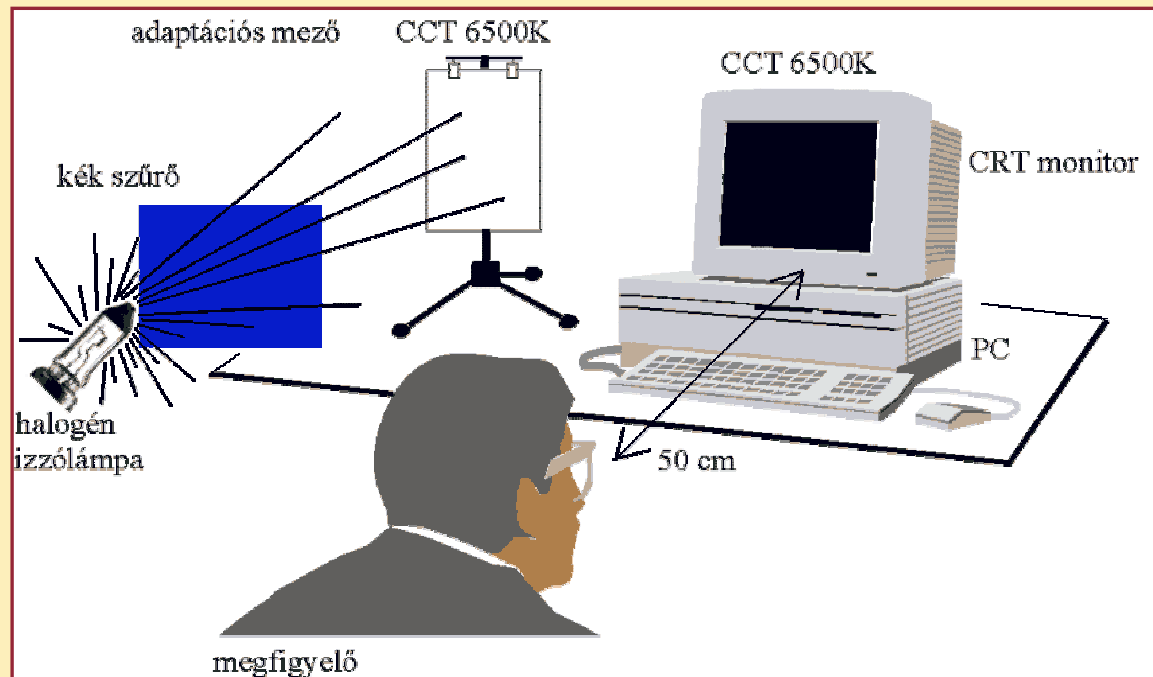 adaptációs mező
CCT 6500K
CCT 6500K
CRT monitor
kék szűrő
PC
halogén
izzólámpa
50 cm
megfigyelő